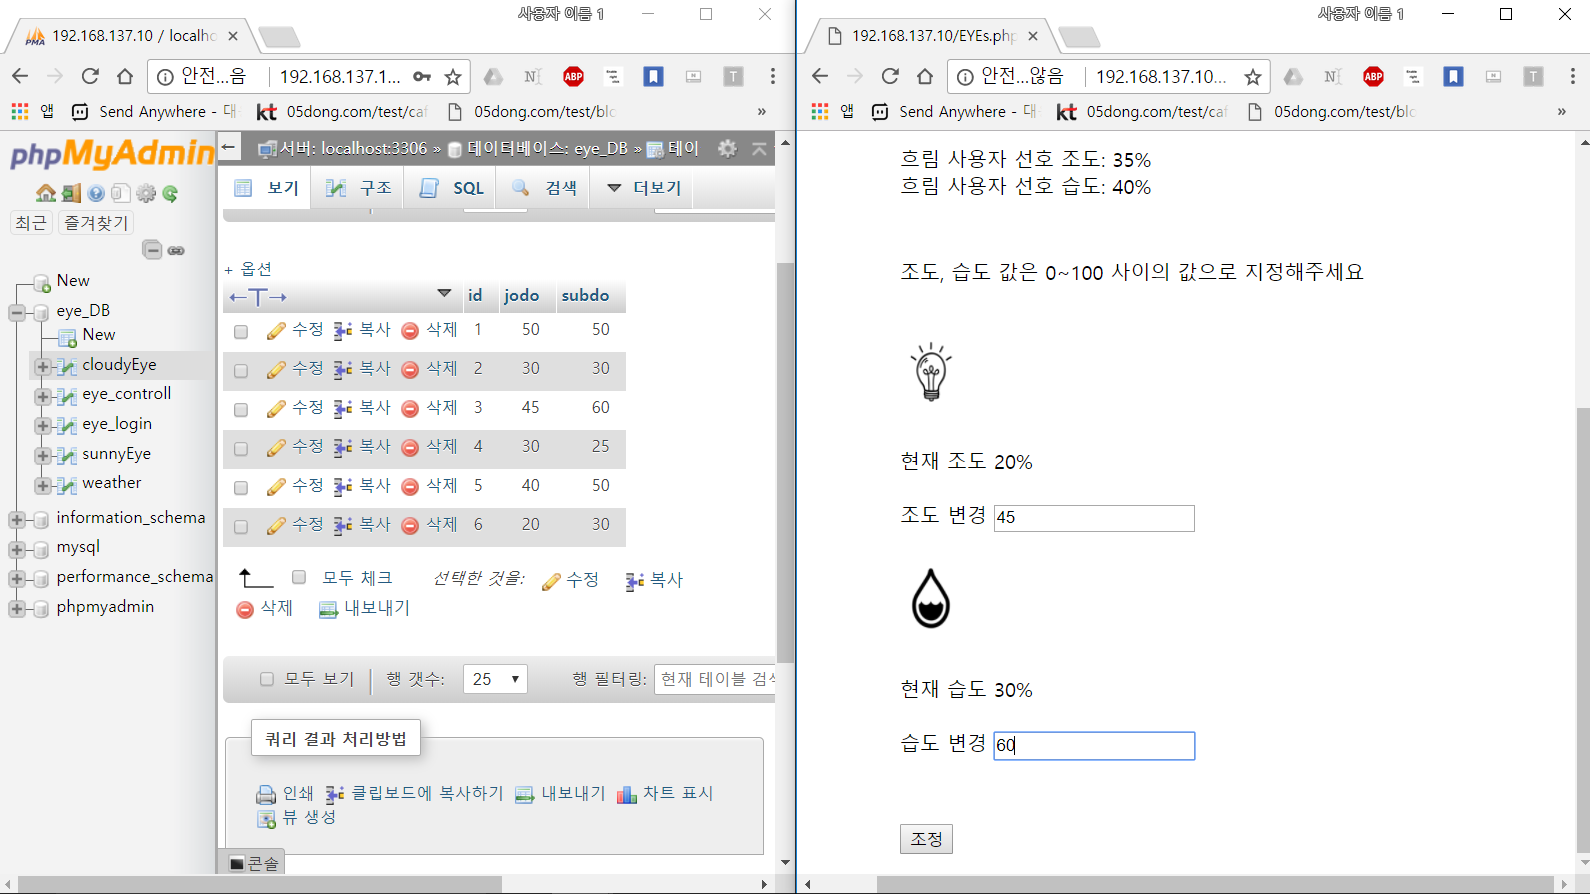 사용자 이름 1
192.168.137.10 / localho
안전...음 192.168.137.1...
앱 Send Anywhere - 대 kt 05dong.com/test/caf 05dong.com/test/blo »
phpMyAdmin
최근 즐겨찾기
New
eye_DB
New
cloudyEye
eye_controll
eye_login
sunnyEye
weather
information_schema
mysql
performance_schema
phpmyadmin
서버: localhost:3306 » 데이터베이스: eye_DB » 테이
보기 구조 SQL 검색 더보기
+ 옵션
←T→ id jodo subdo
수정 복사 삭제 1 50 50
수정 복사 삭제 2 30 30
수정 복사 삭제 3 45 60
수정 복사 삭제 4 30 25
수정 복사 삭제 5 40 50
수정 복사 삭제 6 20 30
모두 체크 선택한 것을: 수정 복사
삭제 내보내기
모두 보기 행 갯수: 25 행 필터링: 현재 테이블 검색
쿼리 결과 처리방법
인쇄 클립보드에 복사하기 내보내기 차트 표시
뷰 생성
콘솔
사용자 이름 1
192.168.137.10/EYEs.php
안전...않음 192.168.137.10...
앱 Send Anywhere - 대 kt 05dong.com/test/caf 05dong.com/test/blo »
흐림 사용자 선호 조도: 35%
흐림 사용자 선호 습도: 40%
조도, 습도 값은 0~100 사이의 값으로 지정해주세요
현재 조도 20%
조도 변경 45
현재 습도 30%
습도 변경 60
조정